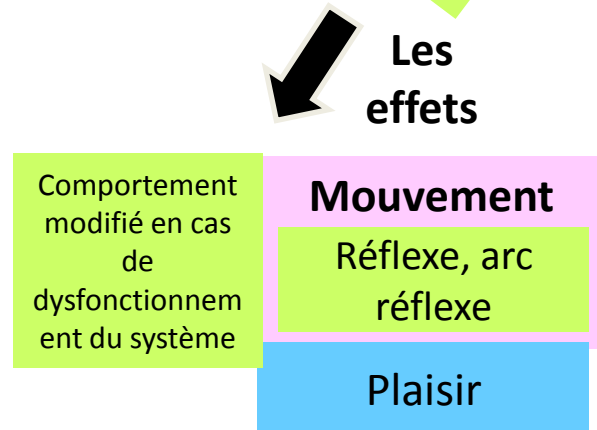 Les
effets
Comportement
modifié en cas
de
dysfonctionnem
ent du système
Mouvement
Réflexe, arc
réflexe
Plaisir